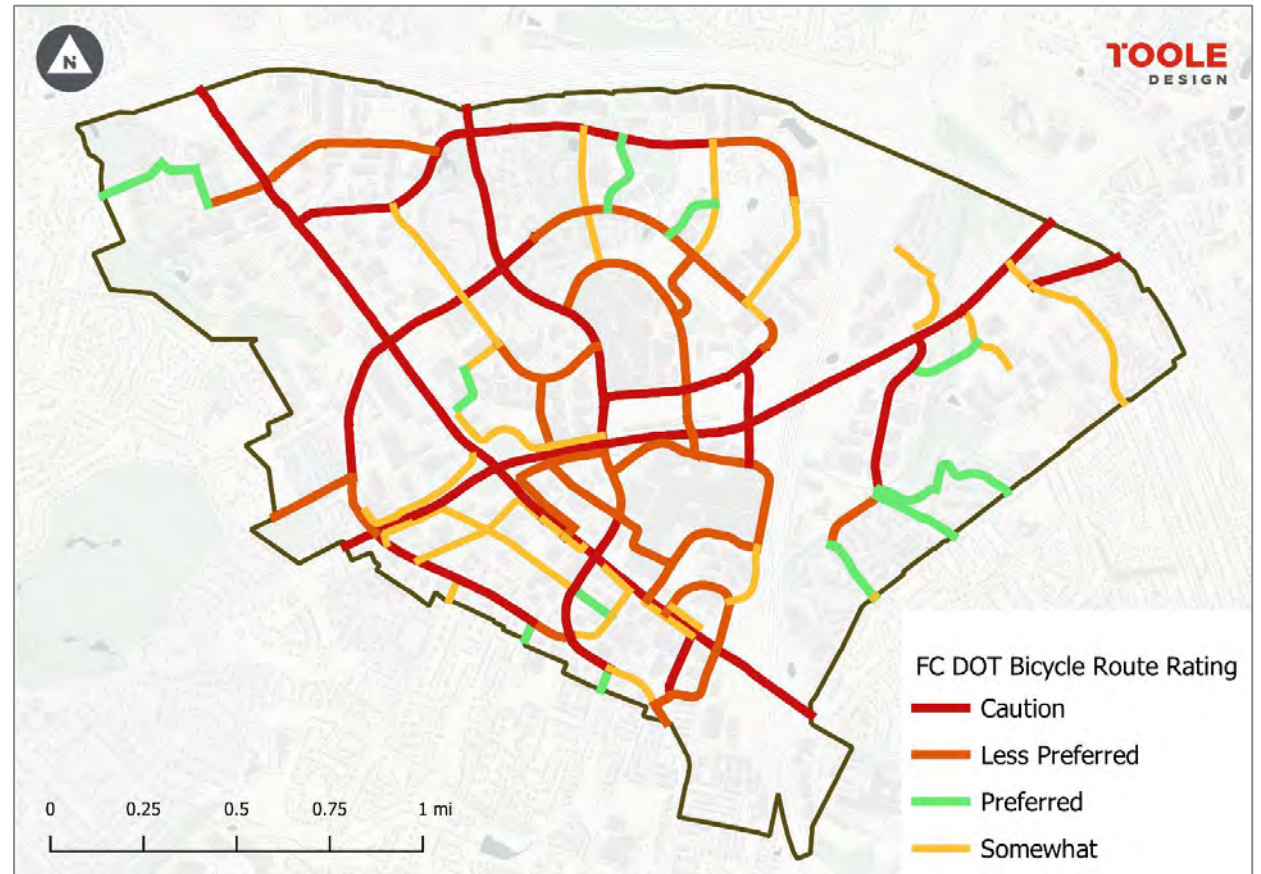 N
TOOLE
DESIGN
FC DOT Bicycle Route Rating
Caution
Less Preferred
Preferred
Somewhat
0 0.25 0.5 0.75 1 mi